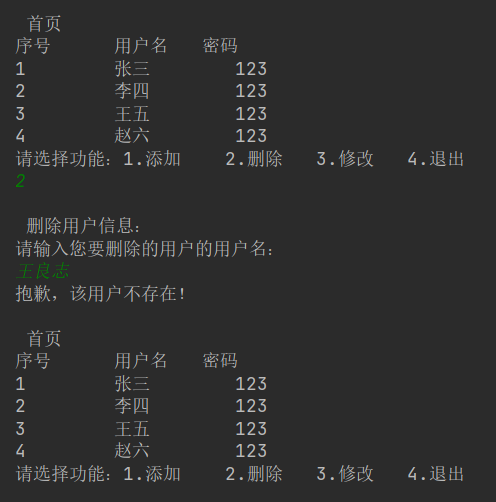 首页
序号 用户名 密码
1 张三 123
2 李四 123
3 王五 123
4 赵六 123
请选择功能：1.添加 2.删除 3.修改 4.退出
2
删除用户信息：
请输入您要删除的用户的用户名：
王良志
抱歉，该用户不存在！
首页
序号 用户名 密码
1 张三 123
2 李四 123
3 王五 123
4 赵六 123
请选择功能：1.添加 2.删除 3.修改 4.退出